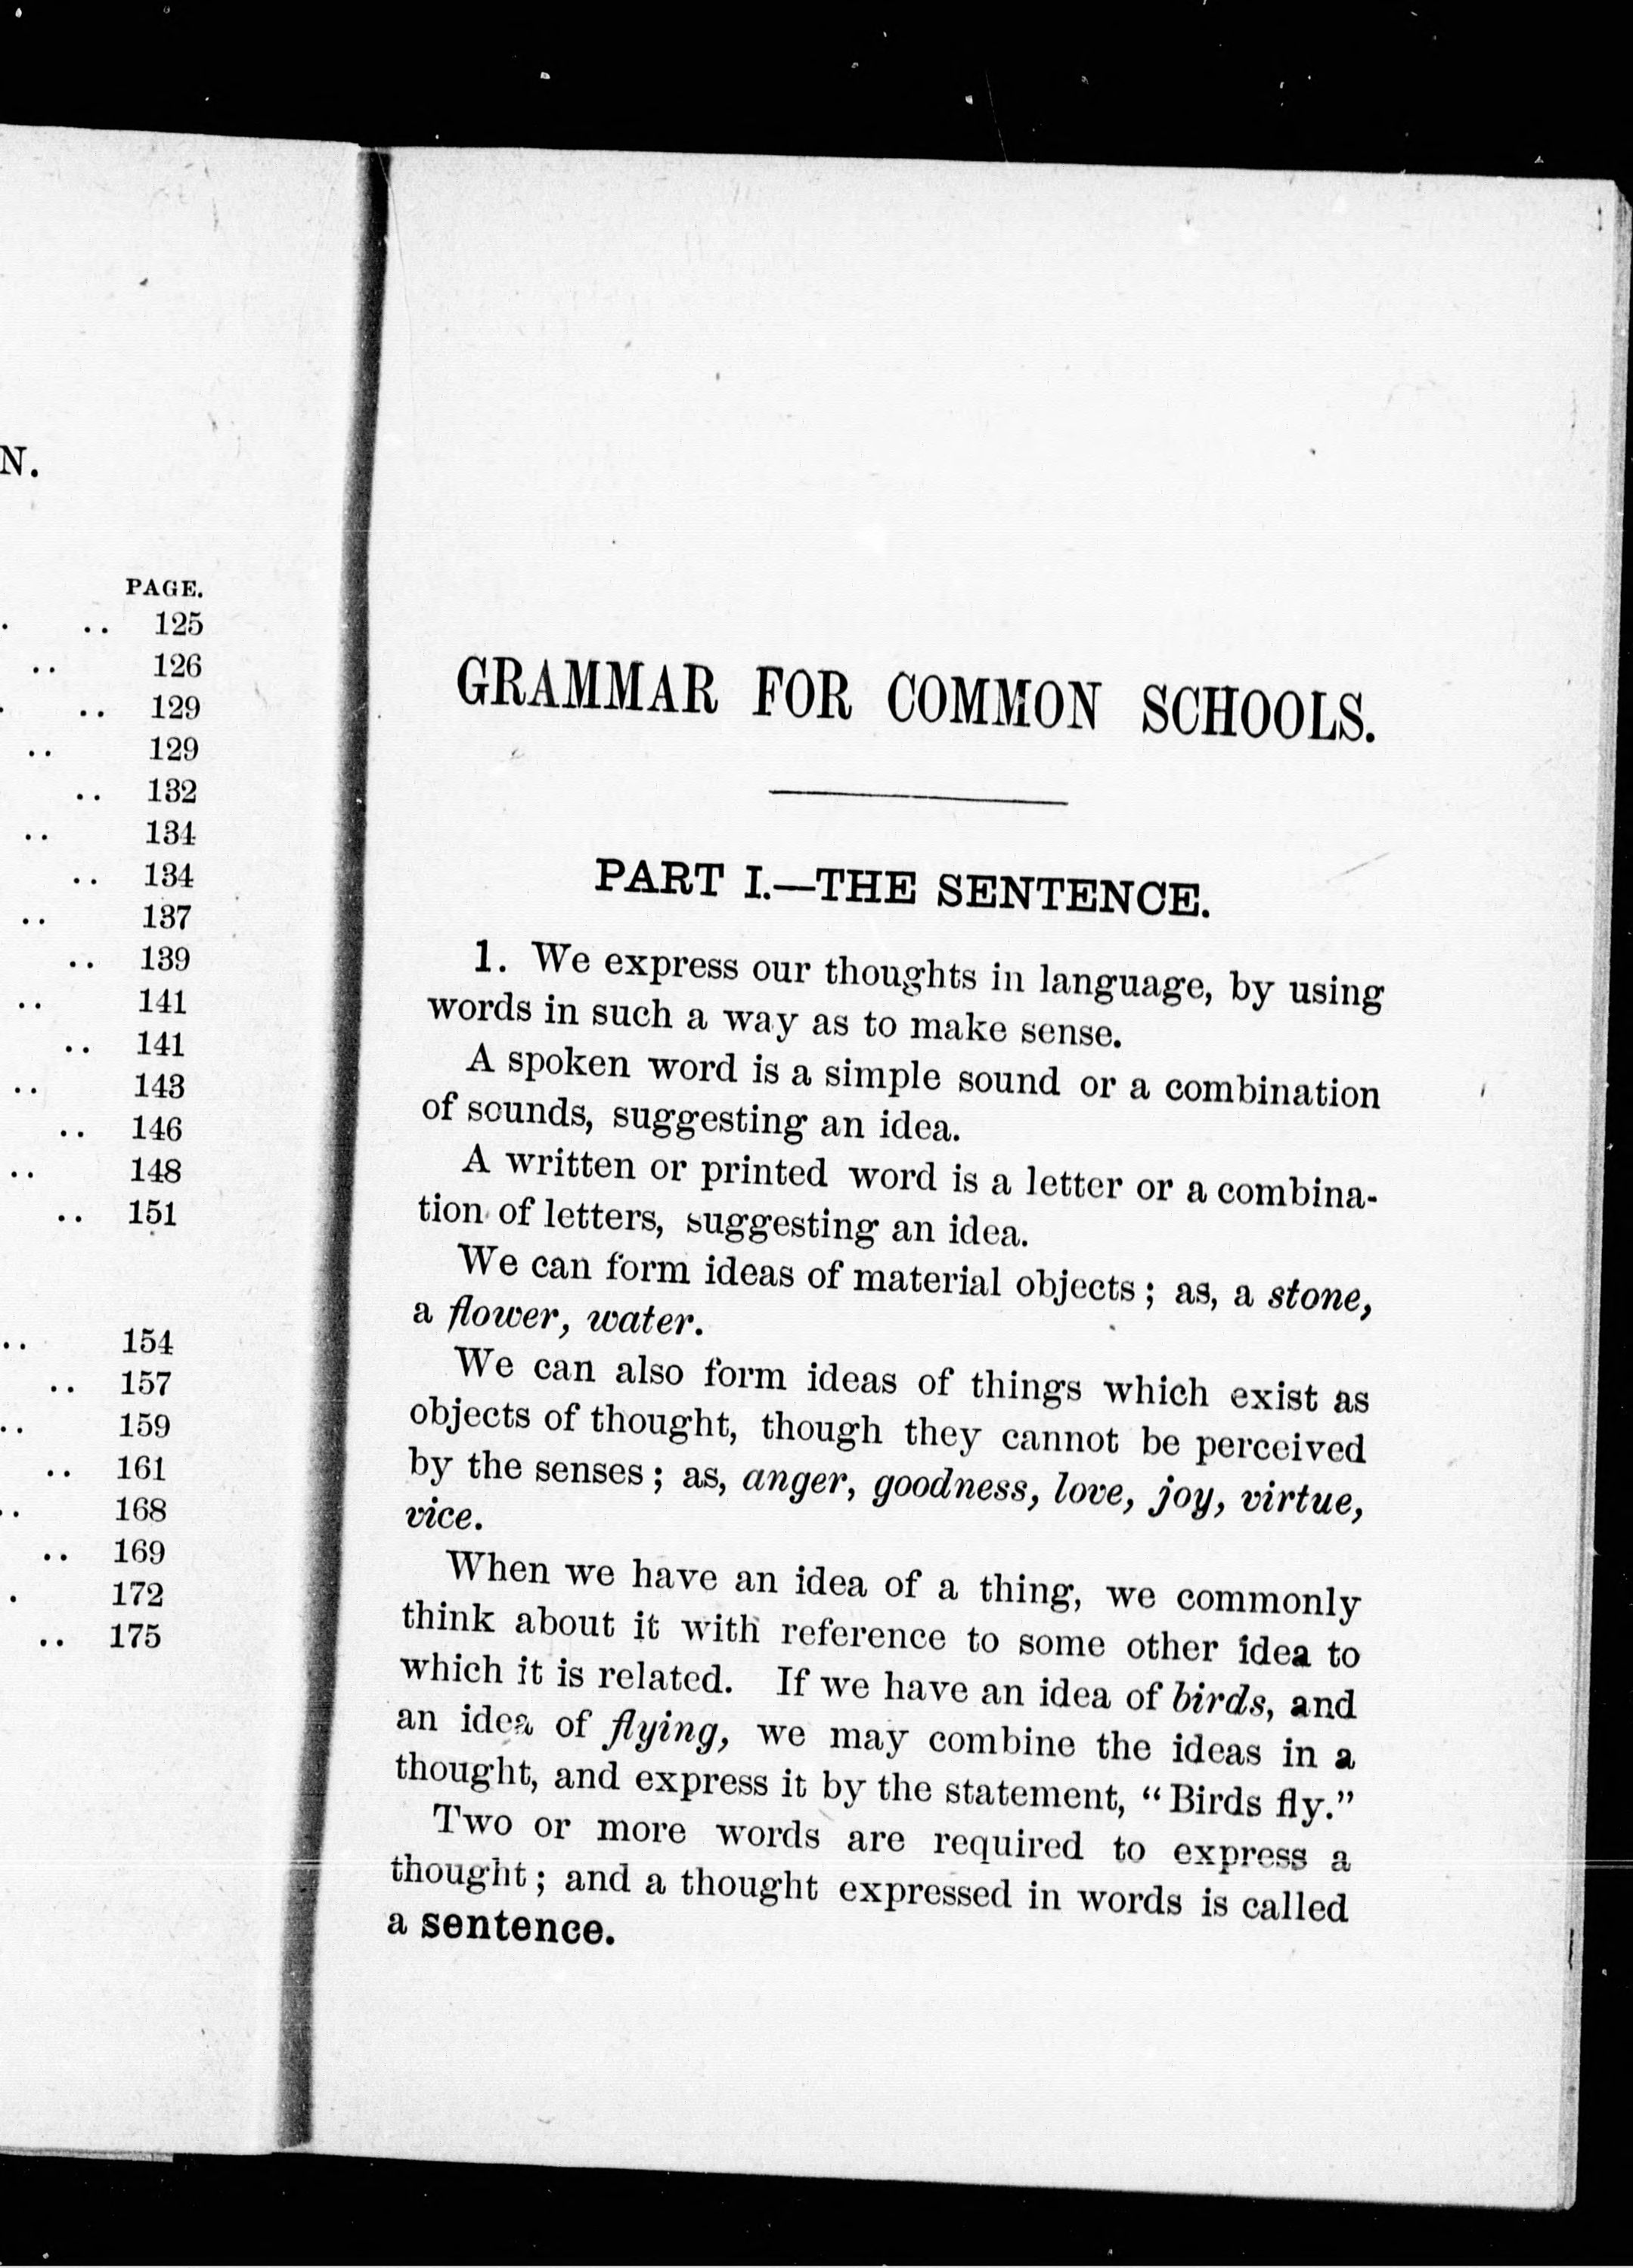 N.
PAGE.
. .. 125
.. 126
. .. 129
.. 129
.. 132
.. 134
.. 134
.. 137
.. 139
.. 141
.. 141
.. 143
.. 146
.. 148
.. 151
.. 154
.. 157
.. 159
.. 161
.. 168
.. 169
. 172
.. 175
GRAMMAR FOR COMMON SCHOOLS.
PART I.—THE SENTENCE.
1. We express our thoughts in language, by using
words in such a way as to make sense.
A spoken word is a simple sound or a combination
of sounds, suggesting an idea.
A written or printed word is a letter or a combina-
tion of letters, suggesting an idea.
We can form ideas of material objects; as, a stone,
a flower, water.
We can also form ideas of things which exist as
objects of thought, though they cannot be perceived
by the senses; as, anger, goodness, love, joy, virtue,
vice.
When we have an idea of a thing, we commonly
think about it with reference to some other idea to
which it is related. If we have an idea of birds, and
an idea of flying, we may combine the ideas in a
thought, and express it by the statement, "Birds fly."
Two or more words are required to express a
thought; and a thought expressed in words is called
a sentence.